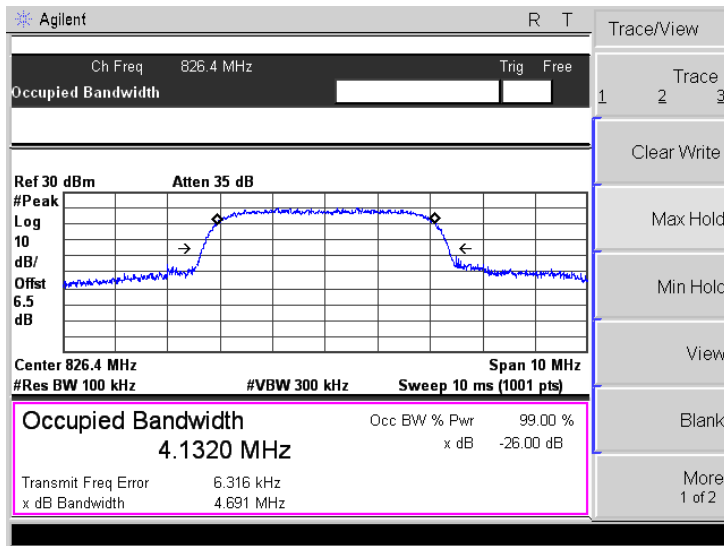 Agilent R T
Ch Freq 826.4 MHz Trig Free
Occupied Bandwidth
Ref 30 dBm Atten 35 dB
#Peak
Log
10
dB/
Offst
6.5
dB
Center 826.4 MHz Span 10 MHz
#Res BW 100 kHz #VBW 300 kHz Sweep 10 ms (1001 pts)
Occupied Bandwidth Occ BW % Pwr 99.00 %
4.1320 MHz x dB -26.00 dB
Transmit Freq Error 6.316 kHz
x dB Bandwidth 4.691 MHz
Trace/View
Trace
1 2 3
Clear Write
Max Hold
Min Hold
View
Blank
More
1 of 2